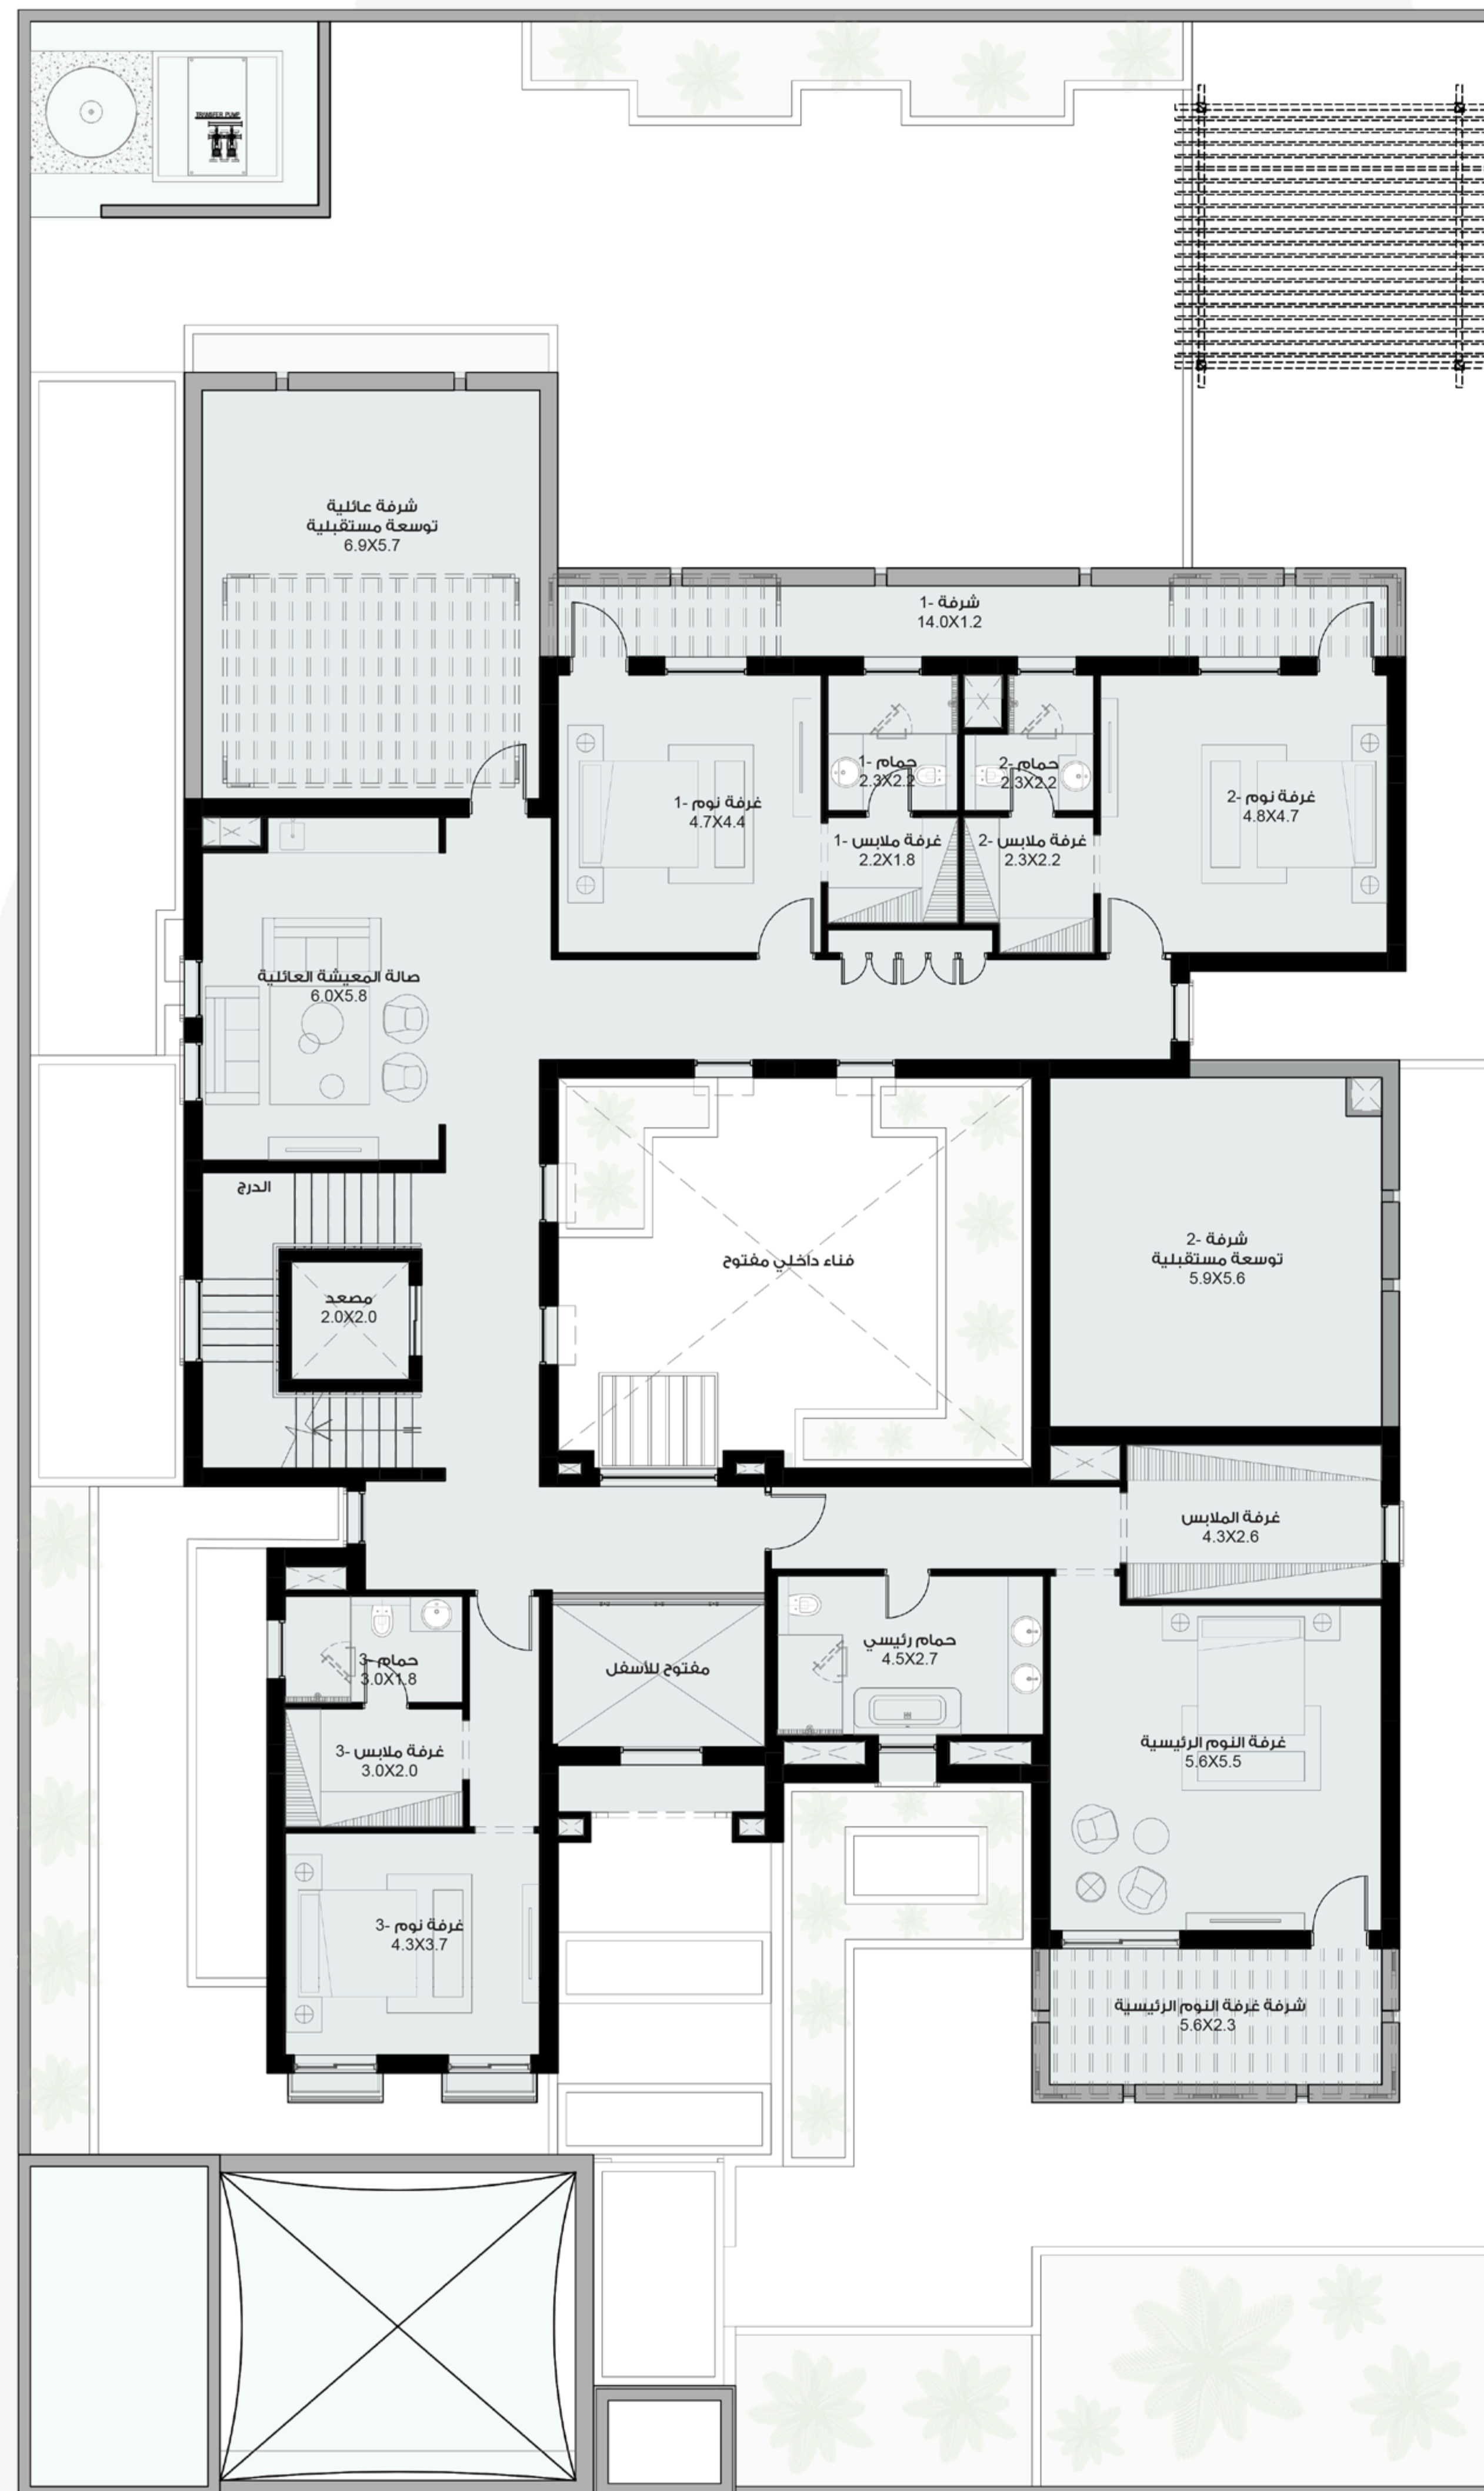 TRANSFER PUMP
شرفة عائلية
توسعة مستقبلية
6.9X5.7
شرفة -1
14.0X1.2
غرفة نوم -1
4.7X4.4
حمام -1
2.3X2.2
حمام -2
2.3X2.2
غرفة نوم -2
4.8X4.7
غرفة ملابس -1
2.2X1.8
غرفة ملابس -2
2.3X2.2
صالة المعيشة العائلية
6.0X5.8
الدرج
مصعد
2.0X2.0
فناء داخلي مفتوح
شرفة -2
توسعة مستقبلية
5.9X5.6
غرفة الملابس
4.3X2.6
حمام رئيسي
4.5X2.7
مفتوح للأسفل
حمام -3
3.0X1.8
غرفة ملابس -3
3.0X2.0
غرفة النوم الرئيسية
5.6X5.5
غرفة نوم -3
4.3X3.7
شرفة غرفة النوم الرئيسية
5.6X2.3